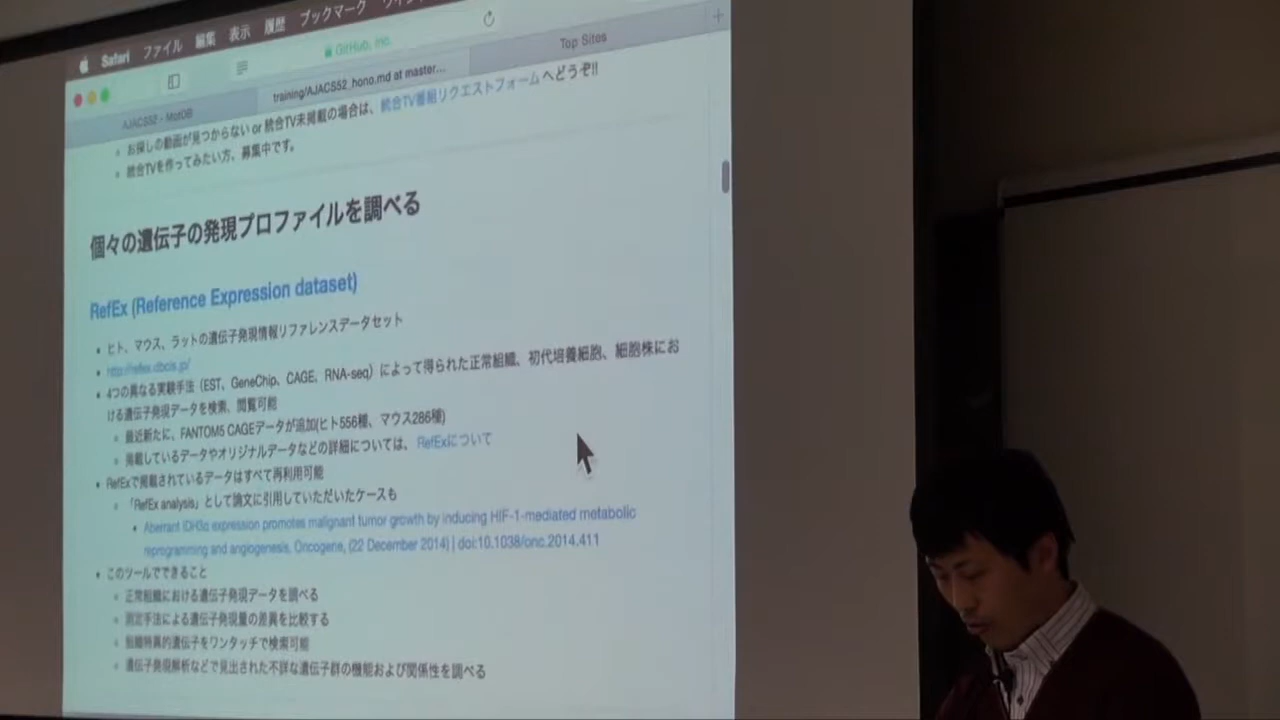 Safari ファイル 編集 表示 履歴 ブックマーク
GitHub, Inc.
AJACS52 - MotDB
training/AJACS52_hono.md at master...
Top Sites
お探しの動画が見つからない or 統合TV未掲載の場合は、統合TV番組リクエストフォーム へどうぞ!!
統合TVを作ってみたい方、募集中です。
個々の遺伝子の発現プロファイルを調べる
RefEx (Reference Expression dataset)
ヒト、マウス、ラットの遺伝子発現情報リファレンスデータセット
http://refex.dbcls.jp/
4つの異なる実験手法（EST、GeneChip、CAGE、RNA-seq）によって得られた正常組織、初代培養細胞、細胞株にお
ける遺伝子発現データを検索、閲覧可能
最近新たに、FANTOM5 CAGEデータが追加(ヒト556種、マウス286種)
掲載しているデータやオリジナルデータなどの詳細については、RefExについて
RefExで掲載されているデータはすべて再利用可能
「RefEx analysis」として論文に引用していただいたケースも
Aberrant IDH3α expression promotes malignant tumor growth by inducing HIF-1-mediated metabolic
reprogramming and angiogenesis, Oncogene, (22 December 2014) | doi:10.1038/onc.2014.411
このツールでできること
正常組織における遺伝子発現データを調べる
測定手法による遺伝子発現量の差異を比較する
組織特異的遺伝子をワンタッチで検索可能
遺伝子発現解析などで見出された不詳な遺伝子群の機能および関係性を調べる